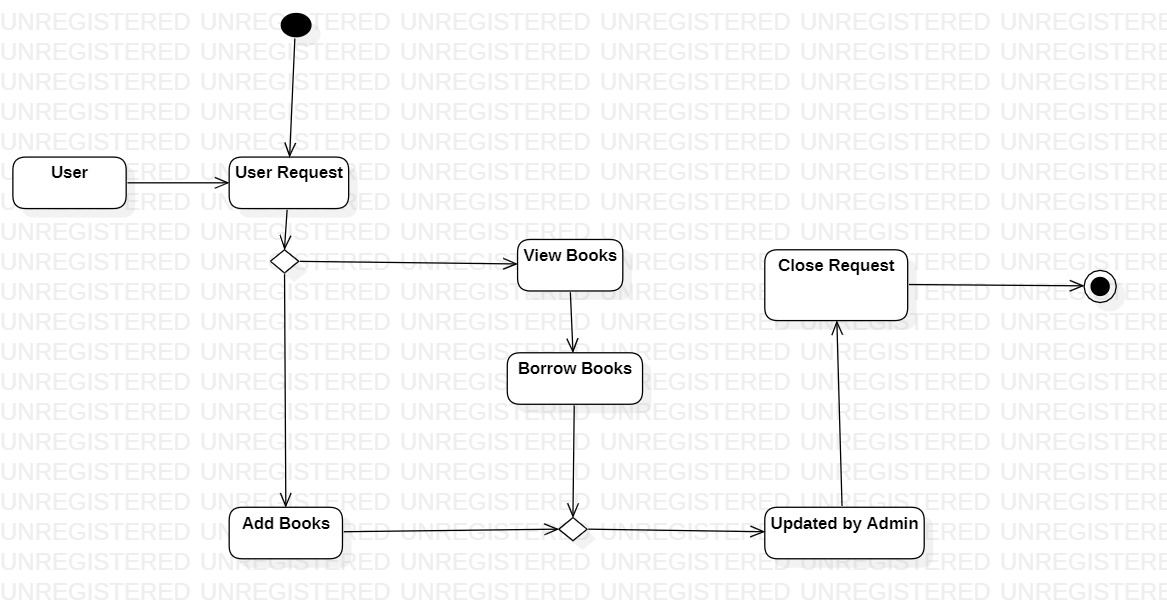 User
User Request
View Books
Close Request
Borrow Books
Add Books
Updated by Admin
UNREGISTERED UNREGISTERED UNREGISTERED UNREGISTERED UNREGISTERED UNREGISTERE